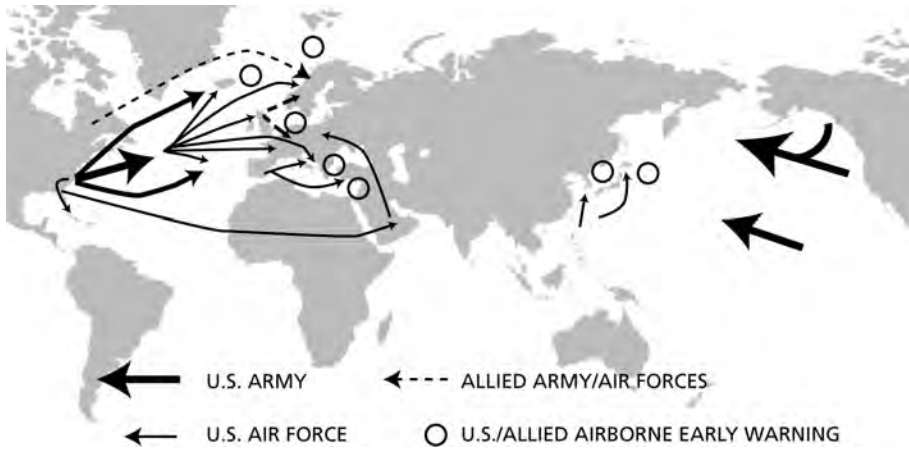 U.S. ARMY
ALLIED ARMY/AIR FORCES
U.S. AIR FORCE
U.S./ALLIED AIRBORNE EARLY WARNING